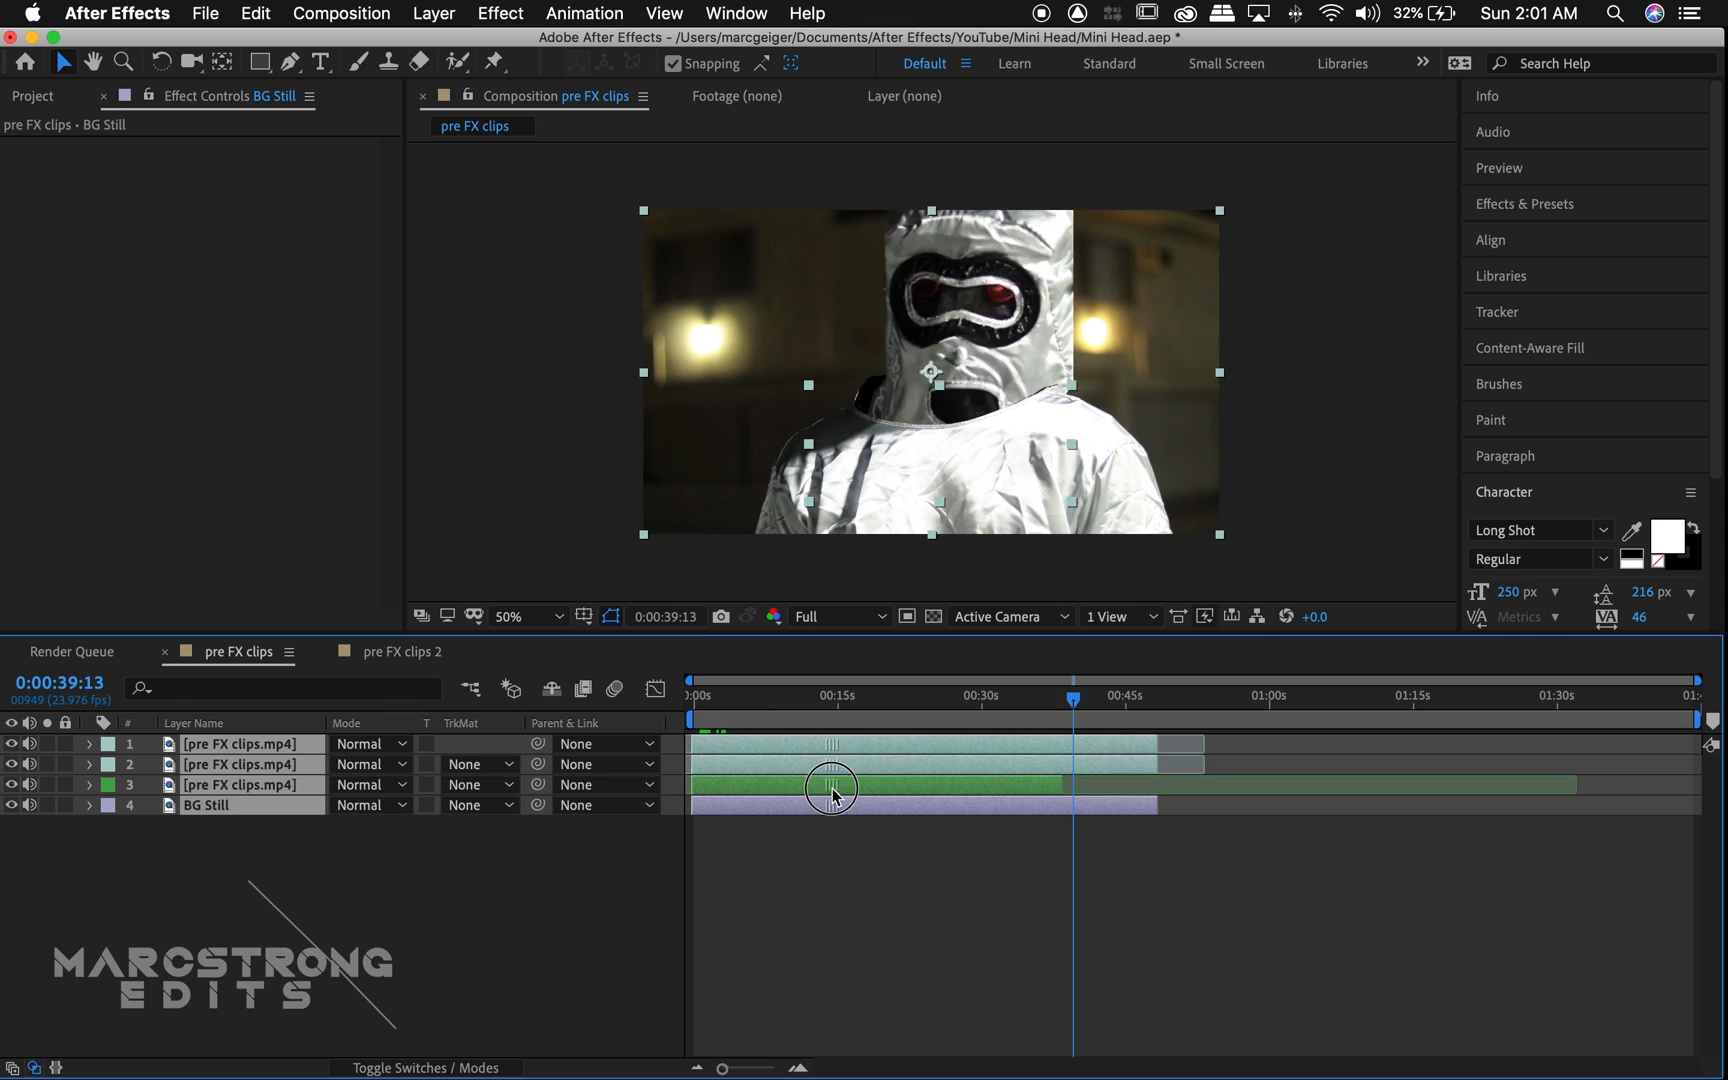 After Effects File Edit Composition Layer Effect Animation View Window Help 32% Sun 2:01 AM
Adobe After Effects - /Users/marcgeiger/Documents/After Effects/YouTube/Mini Head/Mini Head.aep *
T Snapping Default Learn Standard Small Screen Libraries Search Help
Project Effect Controls BG Still Composition pre FX clips Footage (none) Layer (none) Info
pre FX clips • BG Still pre FX clips
Audio
Preview
Effects & Presets
Align
Libraries
Tracker
Content-Aware Fill
Brushes
Paint
Paragraph
Character
Long Shot
Regular
250 px 216 px
Metrics 46
50% 0:00:39:13 Full Active Camera 1 View +0.0
Render Queue pre FX clips pre FX clips 2
0:00:39:13
00949 (23.976 fps)
):00s 00:15s 00:30s 00:45s 01:00s 01:15s 01:30s 01:
# Layer Name Mode T TrkMat Parent & Link
1 [pre FX clips.mp4] Normal None
2 [pre FX clips.mp4] Normal None None
3 [pre FX clips.mp4] Normal None None
4 BG Still Normal None None
MARCSTRONG
EDITS
Toggle Switches / Modes